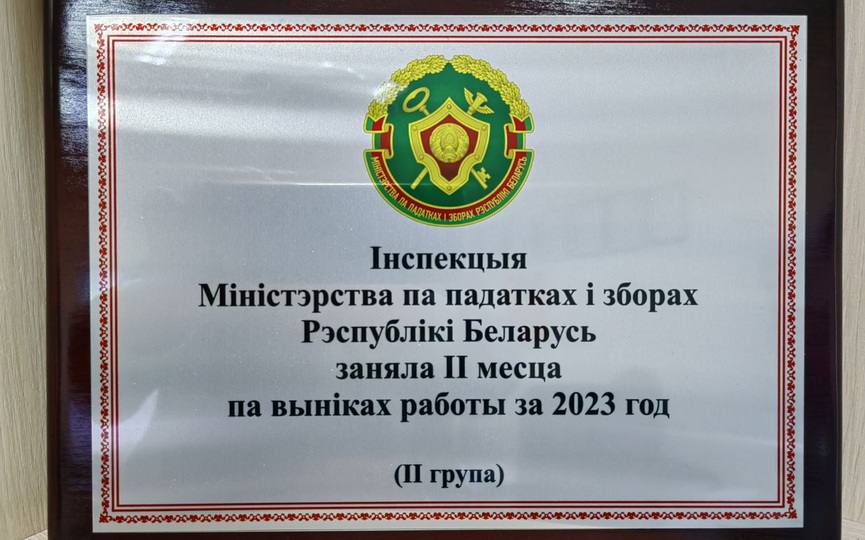 МІНІСТЭРСТВА ПА ПАДАТКАХ І ЗБОРАХ РЭСПУБЛІКІ БЕЛАРУСЬ
Інспекцыя
Міністэрства па падатках і зборах
Рэспублікі Беларусь
заняла II месца
па выніках работы за 2023 год
(II група)